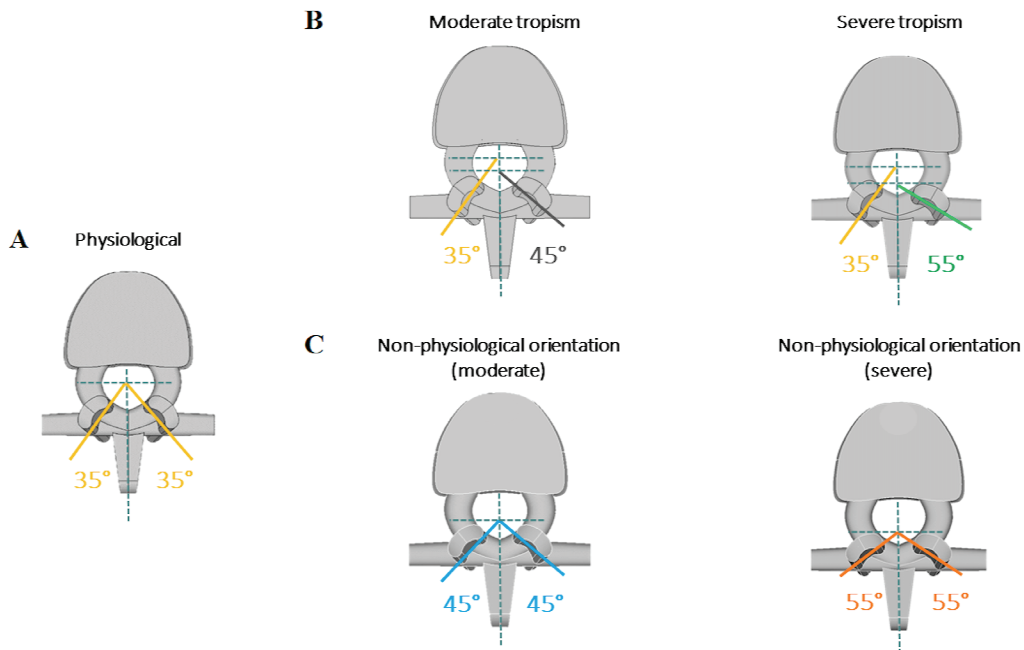 A
Physiological
35° 35°
B
Moderate tropism
35° 45°
Severe tropism
35° 55°
C
Non-physiological orientation
(moderate)
45° 45°
Non-physiological orientation
(severe)
55° 55°